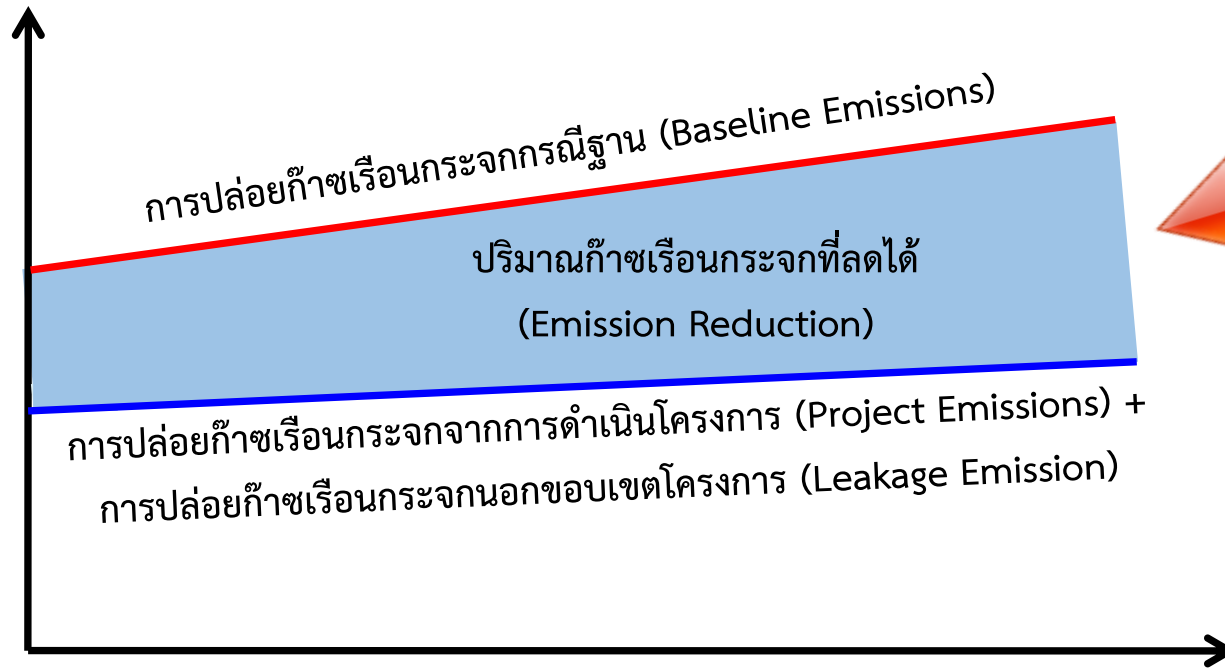 การปล่อยก๊าซเรือนกระจกกรณีฐาน (Baseline Emissions)
ปริมาณก๊าซเรือนกระจกที่ลดได้
(Emission Reduction)
การปล่อยก๊าซเรือนกระจกจากการดำเนินโครงการ (Project Emissions) +
การปล่อยก๊าซเรือนกระจกนอกขอบเขตโครงการ (Leakage Emission)